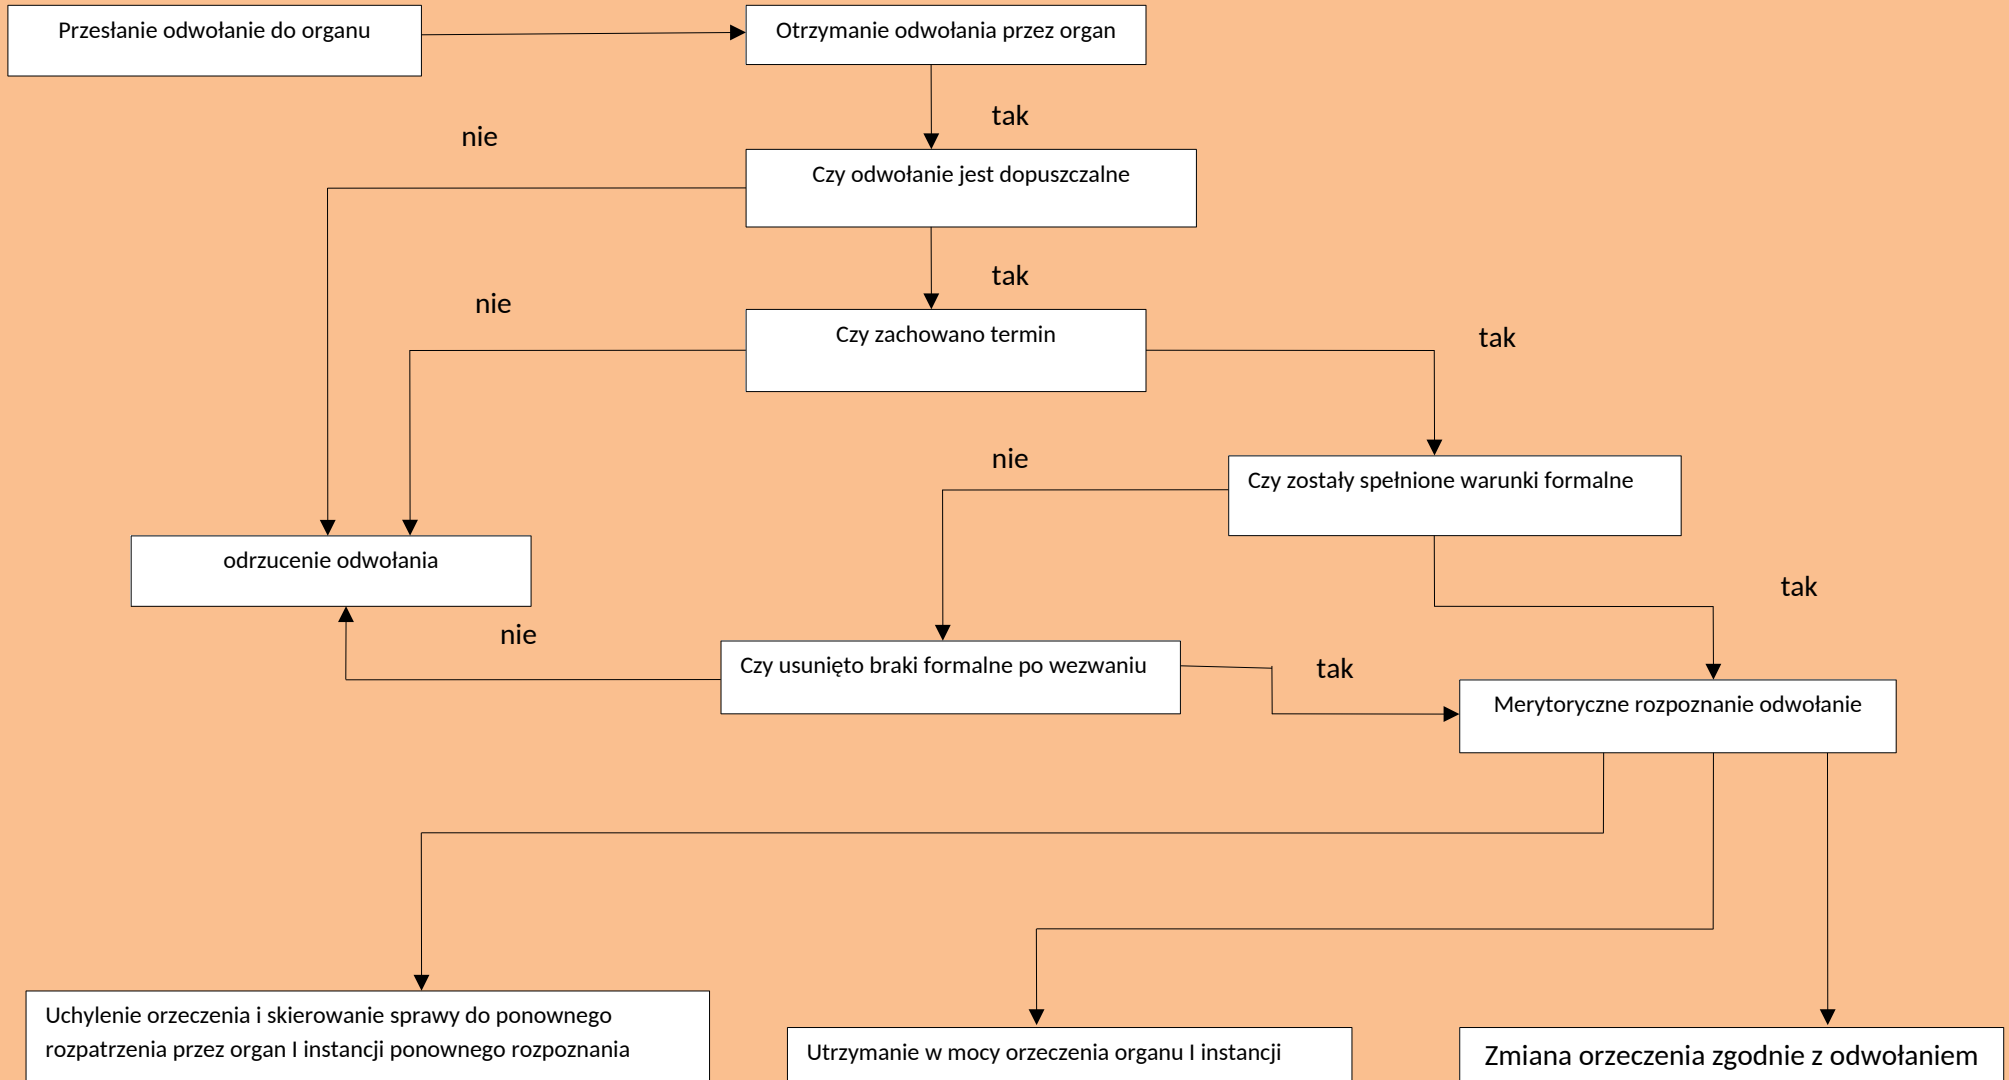 Przesłanie odwołanie do organu
Otrzymanie odwołania przez organ
tak
nie
Czy odwołanie jest dopuszczalne
tak
nie
Czy zachowano termin
tak
nie
Czy zostały spełnione warunki formalne
odrzucenie odwołania
tak
nie
Czy usunięto braki formalne po wezwaniu
tak
Merytoryczne rozpoznanie odwołanie
Uchylenie orzeczenia i skierowanie sprawy do ponownego
rozpatrzenia przez organ I instancji ponownego rozpoznania
Utrzymanie w mocy orzeczenia organu I instancji
Zmiana orzeczenia zgodnie z odwołaniem